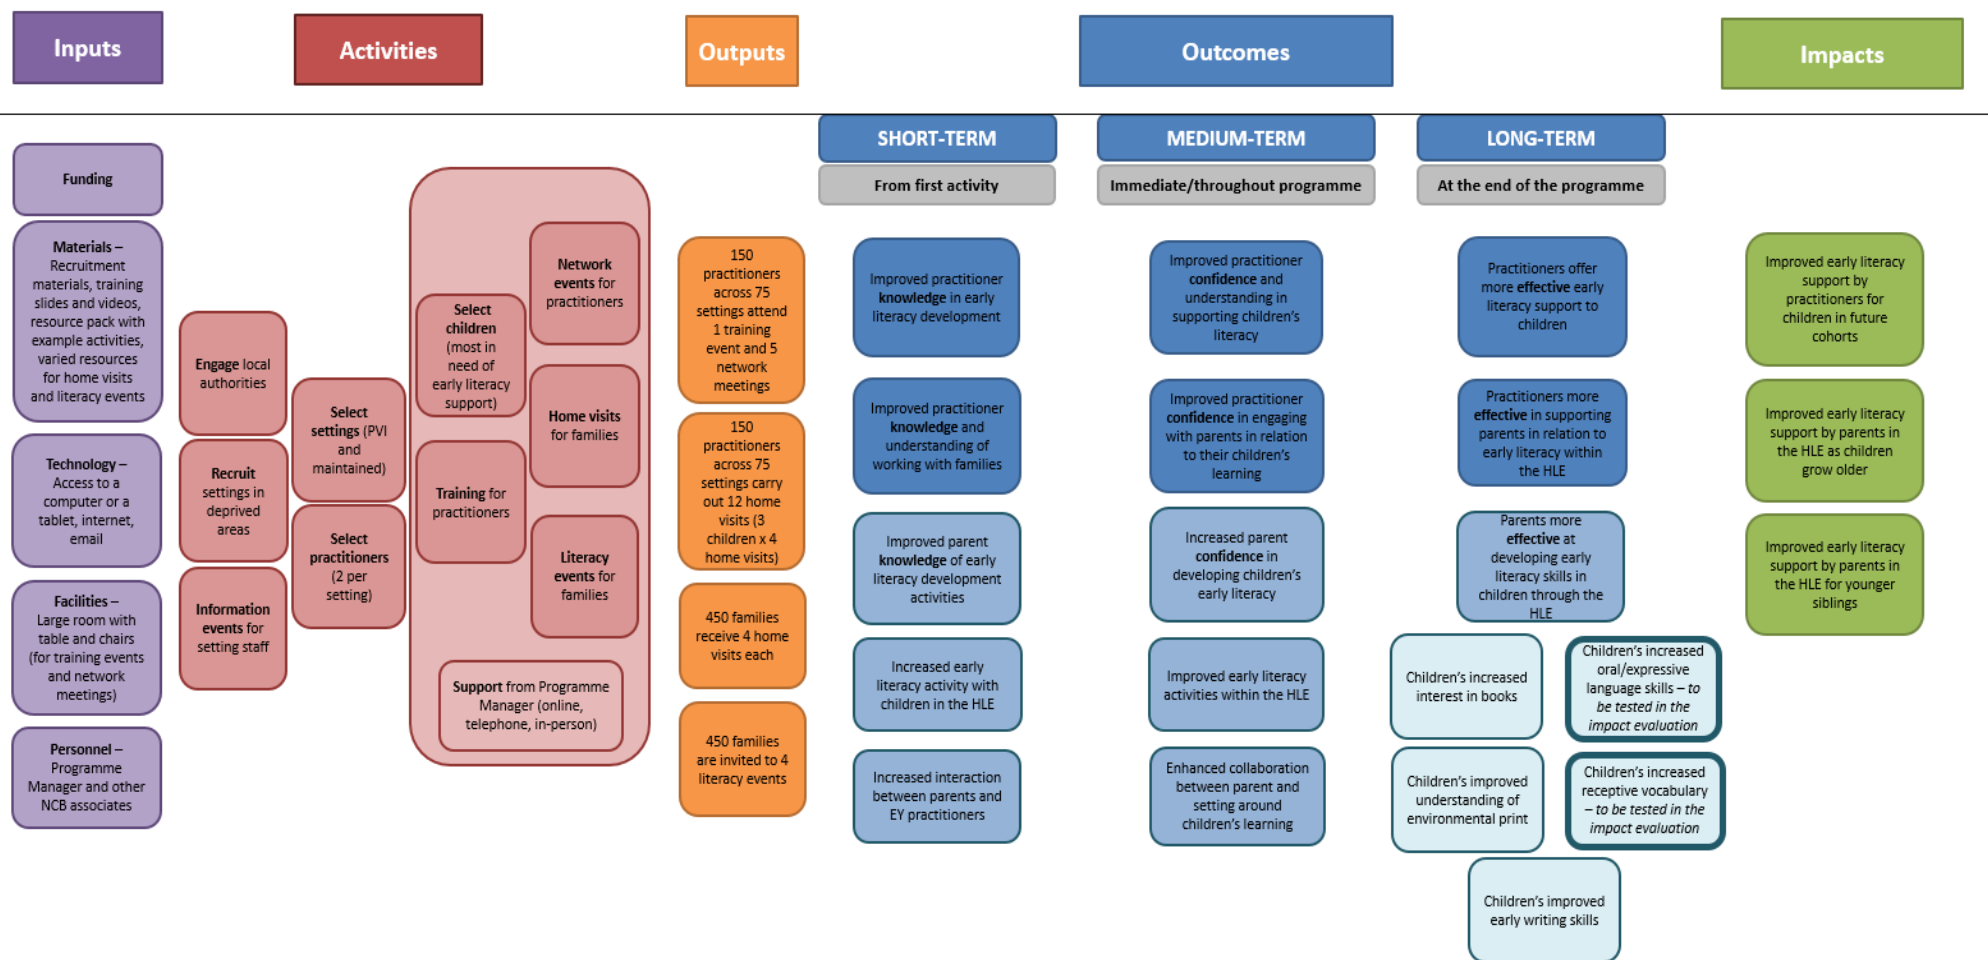 Inputs
Activities
Outputs
Outcomes
Impacts
SHORT-TERM
MEDIUM-TERM
LONG-TERM
From first activity
Immediate/throughout programme
At the end of the programme
Funding
Materials –
Recruitment
materials, training
slides and videos,
resource pack with
example activities,
varied resources
for home visits
and literacy events
Technology –
Access to a
computer or a
tablet, internet,
email
Facilities –
Large room with
table and chairs
(for training events
and network
meetings)
Personnel –
Programme
Manager and other
NCB associates
Engage local
authorities
Recruit
settings in
deprived
areas
Information
events for
setting staff
Select
settings (PVI
and
maintained)
Select
practitioners
(2 per
setting)
Select
children
(most in
need of
early literacy
support)
Training for
practitioners
Network
events for
practitioners
Home visits
for families
Literacy
events for
families
Support from Programme
Manager (online,
telephone, in-person)
150
practitioners
across 75
settings attend
1 training
event and 5
network
meetings
150
practitioners
across 75
settings carry
out 12 home
visits (3
children x 4
home visits)
450 families
receive 4 home
visits each
450 families
are invited to 4
literacy events
Improved practitioner
knowledge in early
literacy development
Improved practitioner
knowledge and
understanding of
working with families
Improved parent
knowledge of early
literacy development
activities
Increased early
literacy activity with
children in the HLE
Increased interaction
between parents and
EY practitioners
Improved practitioner
confidence and
understanding in
supporting children's
literacy
Improved practitioner
confidence in engaging
with parents in relation
to their children's
learning
Increased parent
confidence in
developing children's
early literacy
Improved early literacy
activities within the HLE
Enhanced collaboration
between parent and
setting around
children's learning
Practitioners offer
more effective early
literacy support to
children
Practitioners more
effective in supporting
parents in relation to
early literacy within
the HLE
Parents more
effective at
developing early
literacy skills in
children through the
HLE
Children's increased
interest in books
Children's increased
oral/expressive
language skills – to
be tested in the
impact evaluation
Children's improved
understanding of
environmental print
Children's increased
receptive vocabulary
– to be tested in the
impact evaluation
Children's improved
early writing skills
Improved early literacy
support by
practitioners for
children in future
cohorts
Improved early literacy
support by parents in
the HLE as children
grow older
Improved early literacy
support by parents in
the HLE for younger
siblings